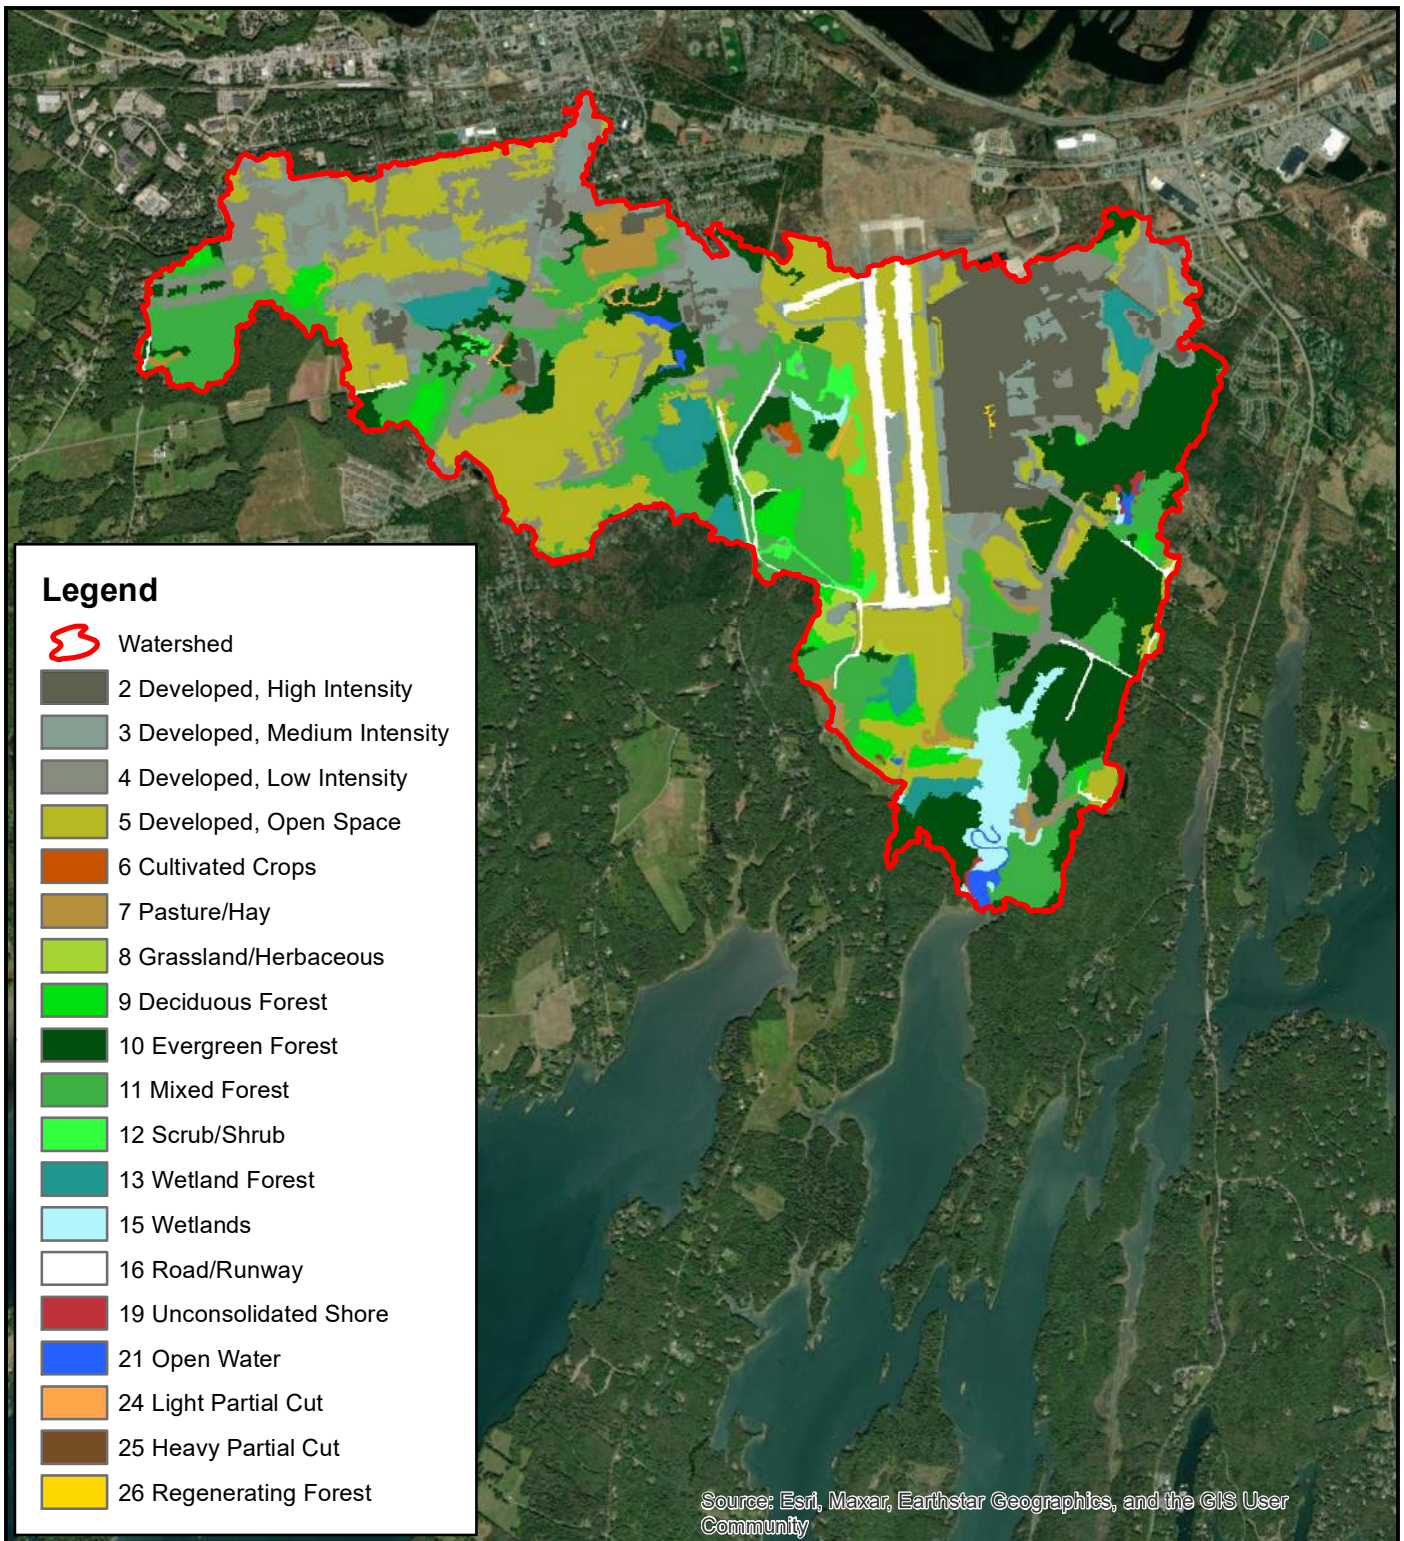 Legend
Watershed
2 Developed, High Intensity
3 Developed, Medium Intensity
4 Developed, Low Intensity
5 Developed, Open Space
6 Cultivated Crops
7 Pasture/Hay
8 Grassland/Herbaceous
9 Deciduous Forest
10 Evergreen Forest
11 Mixed Forest
12 Scrub/Shrub
13 Wetland Forest
15 Wetlands
16 Road/Runway
19 Unconsolidated Shore
21 Open Water
24 Light Partial Cut
25 Heavy Partial Cut
26 Regenerating Forest
Source: Esri, Maxar, Earthstar Geographics, and the GIS User
Community